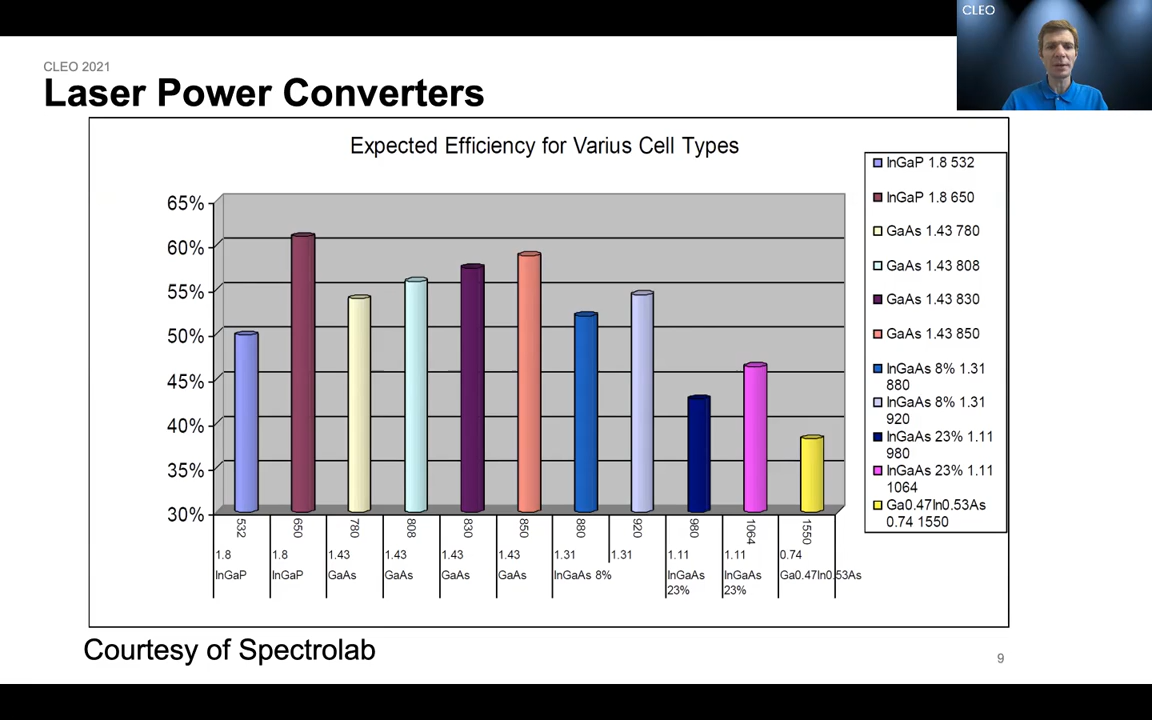 CLEO
CLEO 2021
Laser Power Converters
Expected Efficiency for Varius Cell Types
65%
60%
55%
50%
45%
40%
35%
30%
532
650
780
808
830
850
880
920
980
1064
1550
1.8
1.8
1.43
1.43
1.43
1.43
1.31
1.31
1.11
1.11
0.74
InGaP
InGaP
GaAs
GaAs
GaAs
GaAs
InGaAs 8%
InGaAs
23%
InGaAs
23%
Ga0.47In0.53As
InGaP 1.8 532
InGaP 1.8 650
GaAs 1.43 780
GaAs 1.43 808
GaAs 1.43 830
GaAs 1.43 850
InGaAs 8% 1.31
880
InGaAs 8% 1.31
920
InGaAs 23% 1.11
980
InGaAs 23% 1.11
1064
Ga0.47In0.53As
0.74 1550
Courtesy of Spectrolab
9